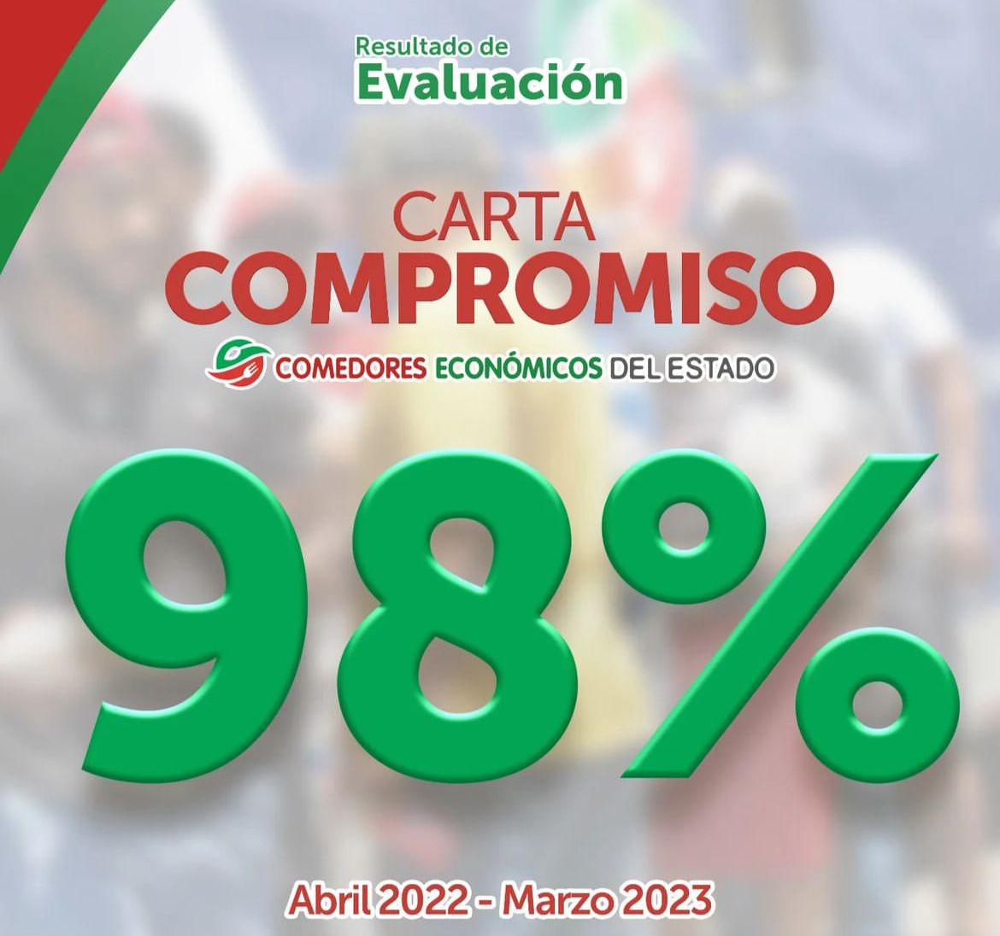 Resultado de
Evaluación
CARTA
COMPROMISO
COMEDORES ECONÓMICOS DEL ESTADO
98%
Abril 2022 - Marzo 2023